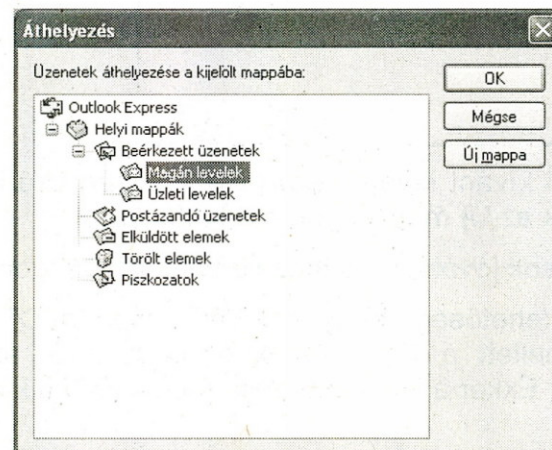 Áthelyezés
Üzenetek áthelyezése a kijelölt mappába:
OK
Mégse
Új mappa
Outlook Express
Helyi mappák
Beérkezett üzenetek
Magán levelek
Üzleti levelek
Postázandó üzenetek
Elküldött elemek
Törölt elemek
Piszkozatok